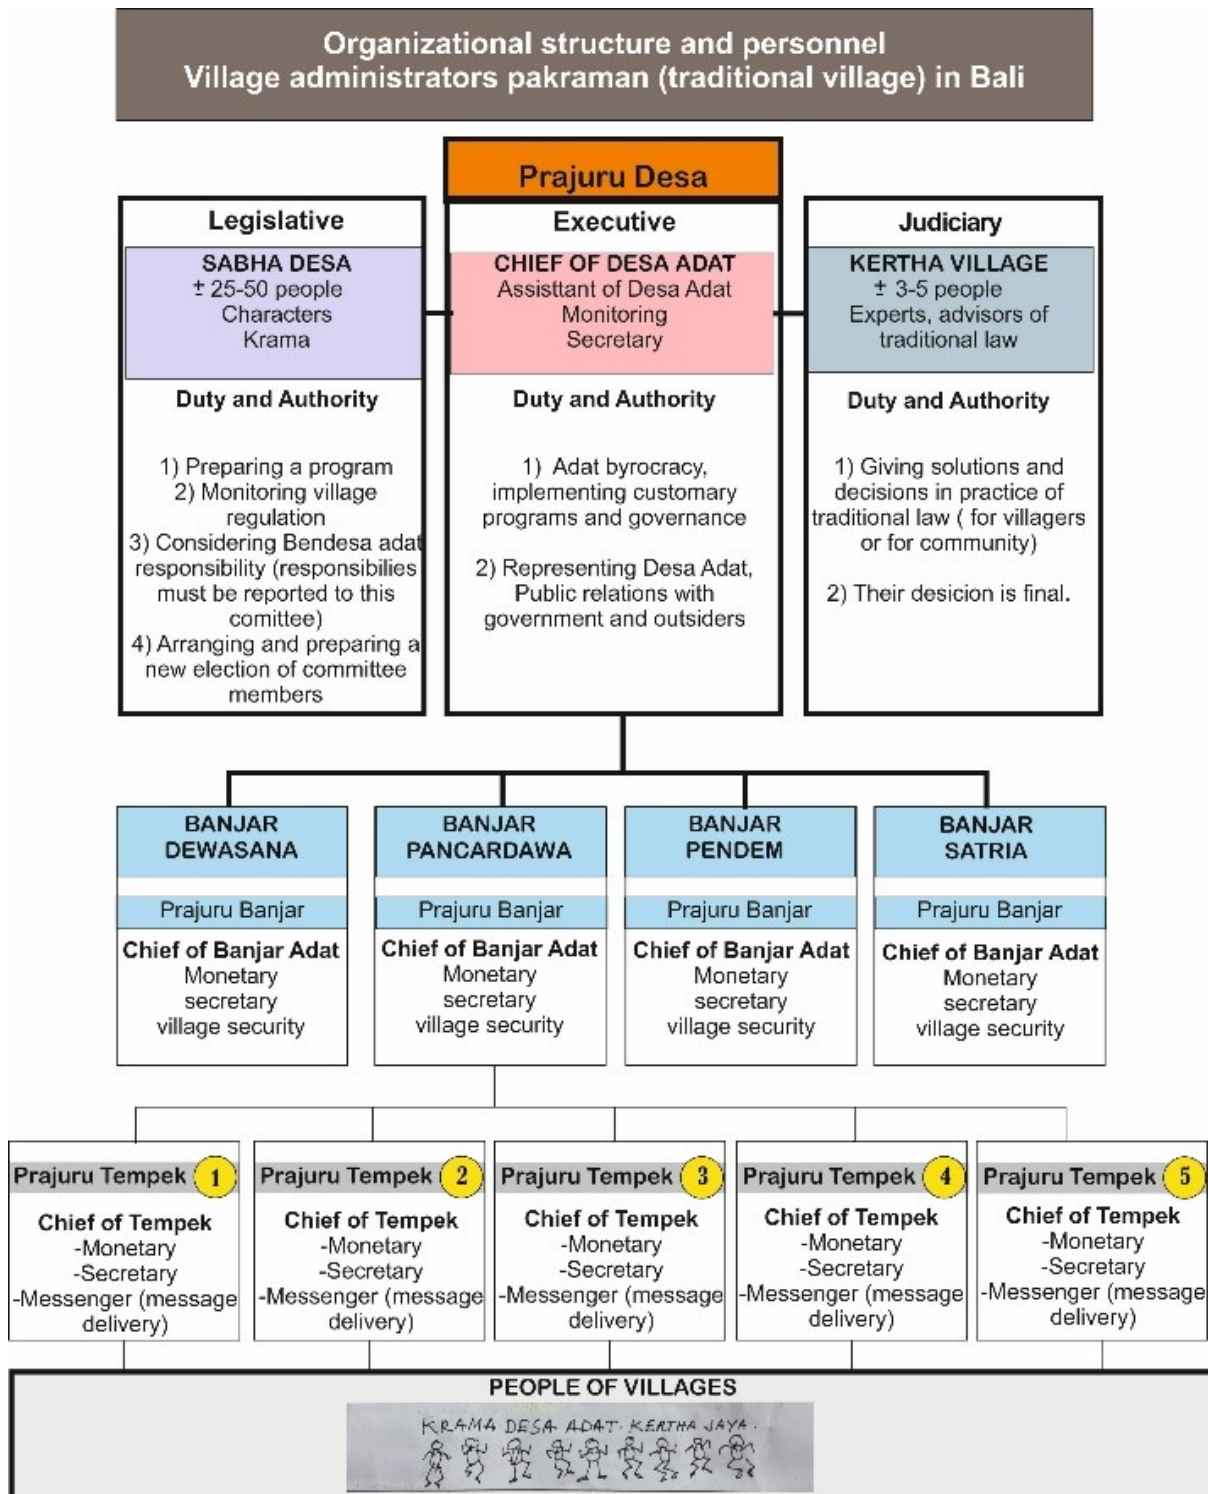 Organizational structure and personnel
Village administrators pakraman (traditional village) in Bali
Prajuru Desa
Legislative
SABHA DESA
± 25-50 people
Characters
Krama
Duty and Authority
1) Preparing a program
2) Monitoring village
regulation
3) Considering Bendesa adat
responsibility (responsibilies
must be reported to this
comittee)
4) Arranging and preparing a
new election of committee
members
Executive
CHIEF OF DESA ADAT
Assisttant of Desa Adat
Monitoring
Secretary
Duty and Authority
1) Adat byrocracy,
implementing customary
programs and governance
2) Representing Desa Adat,
Public relations with
government and outsiders
Judiciary
KERTHA VILLAGE
± 3-5 people
Experts, advisors of
traditional law
Duty and Authority
1) Giving solutions and
decisions in practice of
traditional law ( for villagers
or for community)
2) Their desicion is final.
BANJAR
DEWASANA
Prajuru Banjar
Chief of Banjar Adat
Monetary
secretary
village security
BANJAR
PANCARDAWA
Prajuru Banjar
Chief of Banjar Adat
Monetary
secretary
village security
BANJAR
PENDEM
Prajuru Banjar
Chief of Banjar Adat
Monetary
secretary
village security
BANJAR
SATRIA
Prajuru Banjar
Chief of Banjar Adat
Monetary
secretary
village security
Prajuru Tempek 1
Chief of Tempek
-Monetary
-Secretary
-Messenger (message
delivery)
Prajuru Tempek 2
Chief of Tempek
-Monetary
-Secretary
-Messenger (message
delivery)
Prajuru Tempek 3
Chief of Tempek
-Monetary
-Secretary
-Messenger (message
delivery)
Prajuru Tempek 4
Chief of Tempek
-Monetary
-Secretary
-Messenger (message
delivery)
Prajuru Tempek 5
Chief of Tempek
-Monetary
-Secretary
-Messenger (message
delivery)
PEOPLE OF VILLAGES
KRAMA DESA ADAT. KERTHA JAYA.